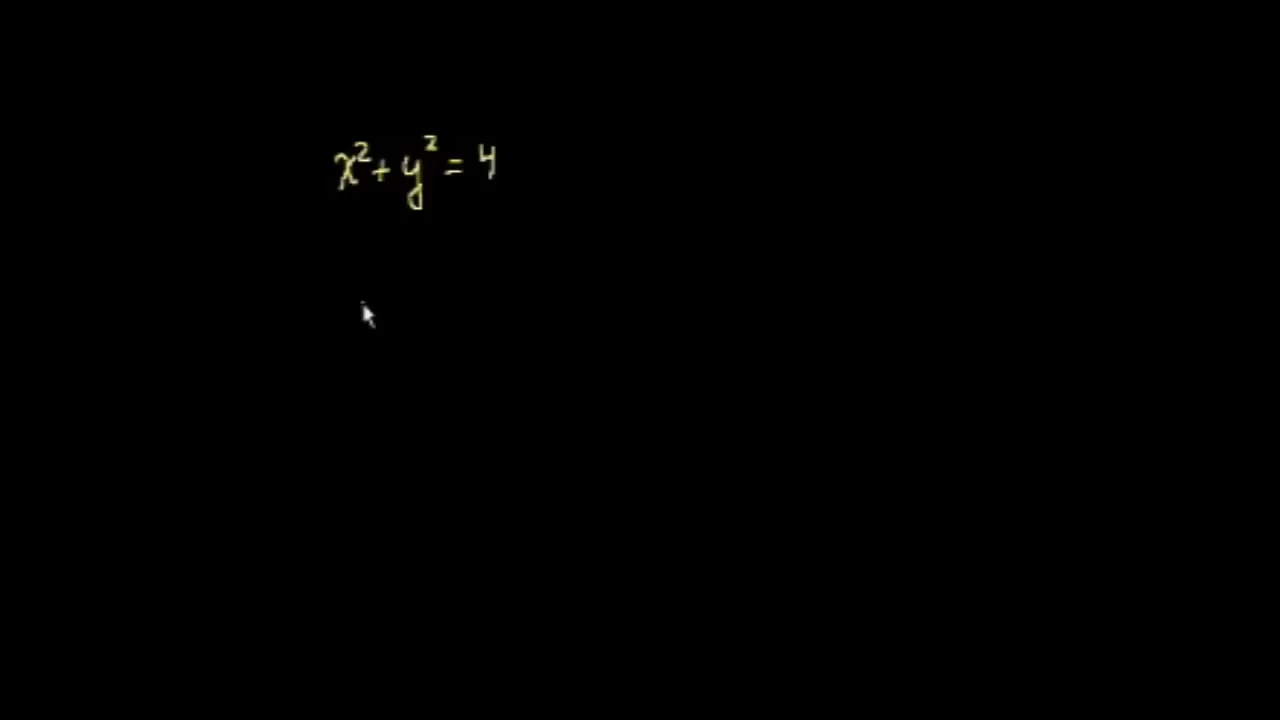 x² + y² = 4